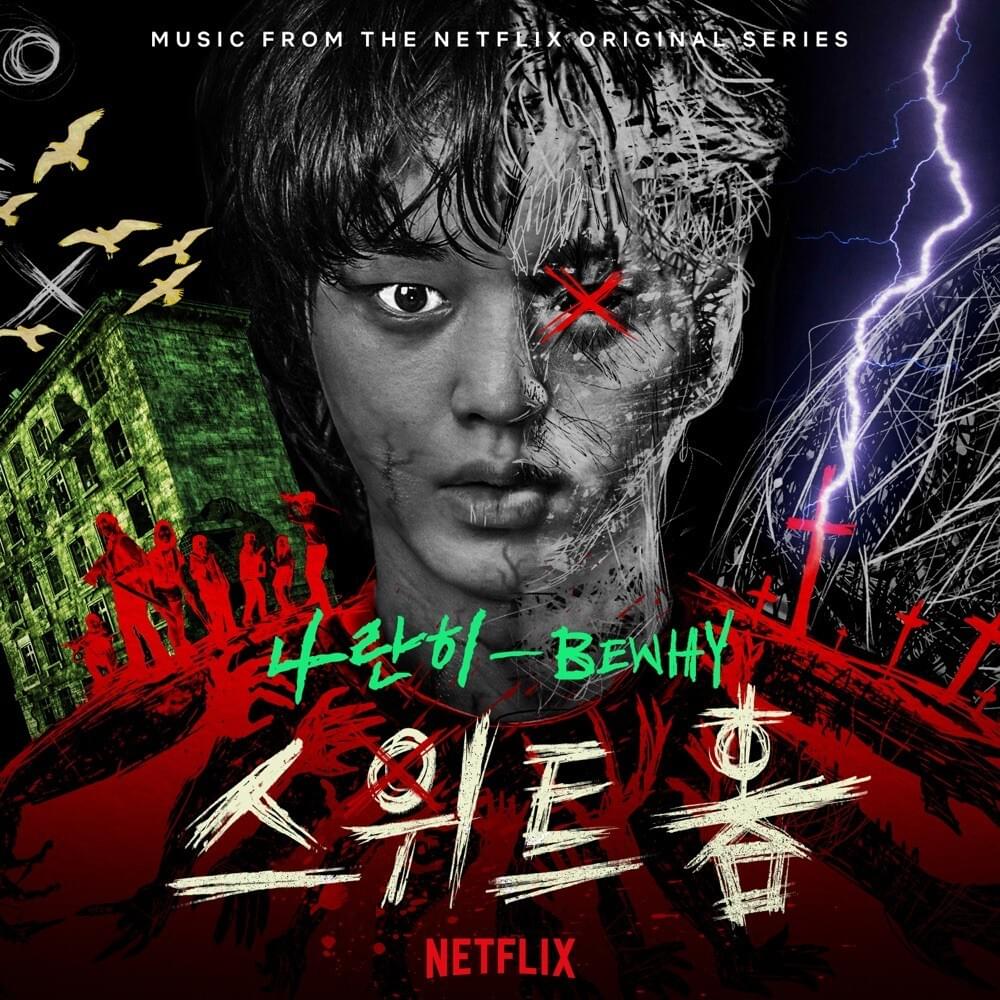 MUSIC FROM THE NETFLIX ORIGINAL SERIES
나란히 – BEWHY
스위트홈
NETFLIX